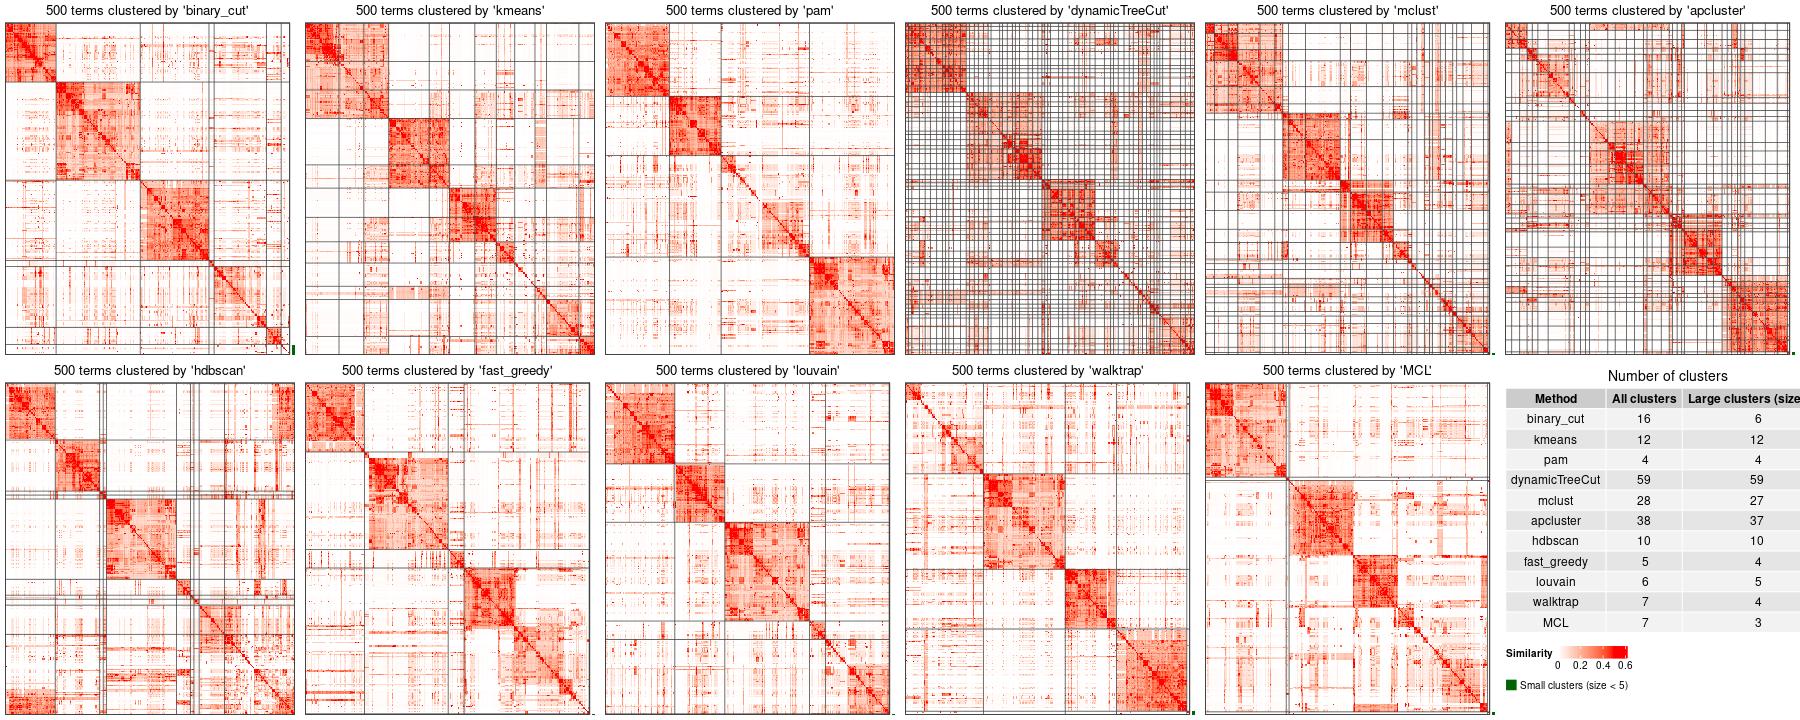 500 terms clustered by 'binary_cut'
500 terms clustered by 'kmeans'
500 terms clustered by 'pam'
500 terms clustered by 'dynamicTreeCut'
500 terms clustered by 'mclust'
500 terms clustered by 'apcluster'
500 terms clustered by 'hdbscan'
500 terms clustered by 'fast_greedy'
500 terms clustered by 'louvain'
500 terms clustered by 'walktrap'
500 terms clustered by 'MCL'
Number of clusters
Method All clusters Large clusters (size
binary_cut 16 6
kmeans 12 12
pam 4 4
dynamicTreeCut 59 59
mclust 28 27
apcluster 38 37
hdbscan 10 10
fast_greedy 5 4
louvain 6 5
walktrap 7 4
MCL 7 3
Similarity
0 0.2 0.4 0.6
Small clusters (size < 5)